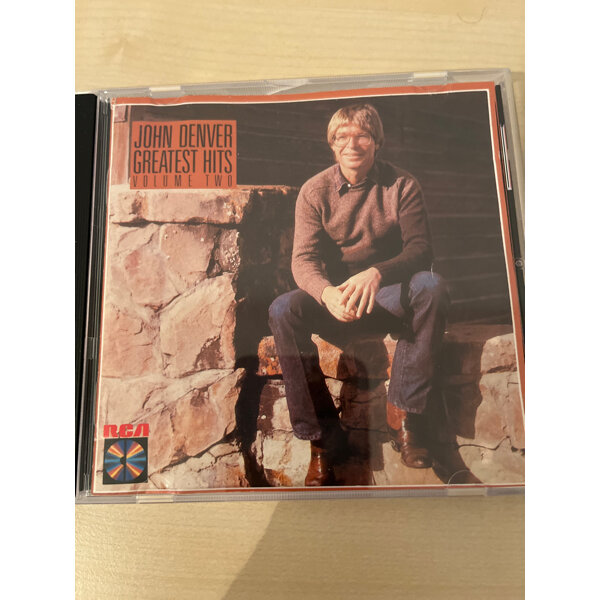 JOHN DENVER
GREATEST HITS
VOLUME TWO
RCA